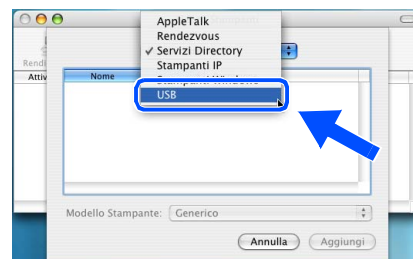 AppleTalk
Rendezvous
✓ Servizi Directory
Stampanti IP
USB
Rendi
Attiv
Nome
Modello Stampante: Generico
Annulla
Aggiungi